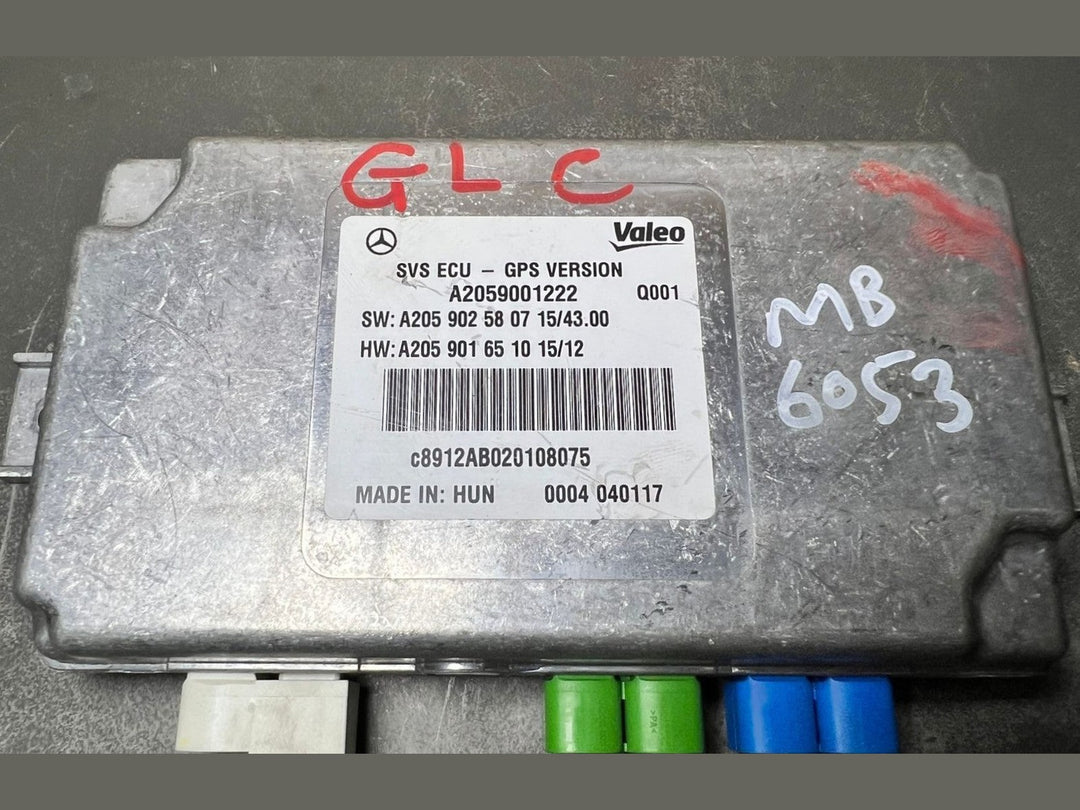 GLC
Valeo
SVS ECU – GPS VERSION
A2059001222 Q001
SW: A205 902 58 07 15/43.00
HW: A205 901 65 10 15/12
c8912AB020108075
MADE IN: HUN 0004 040117
MB
6053
>PA<